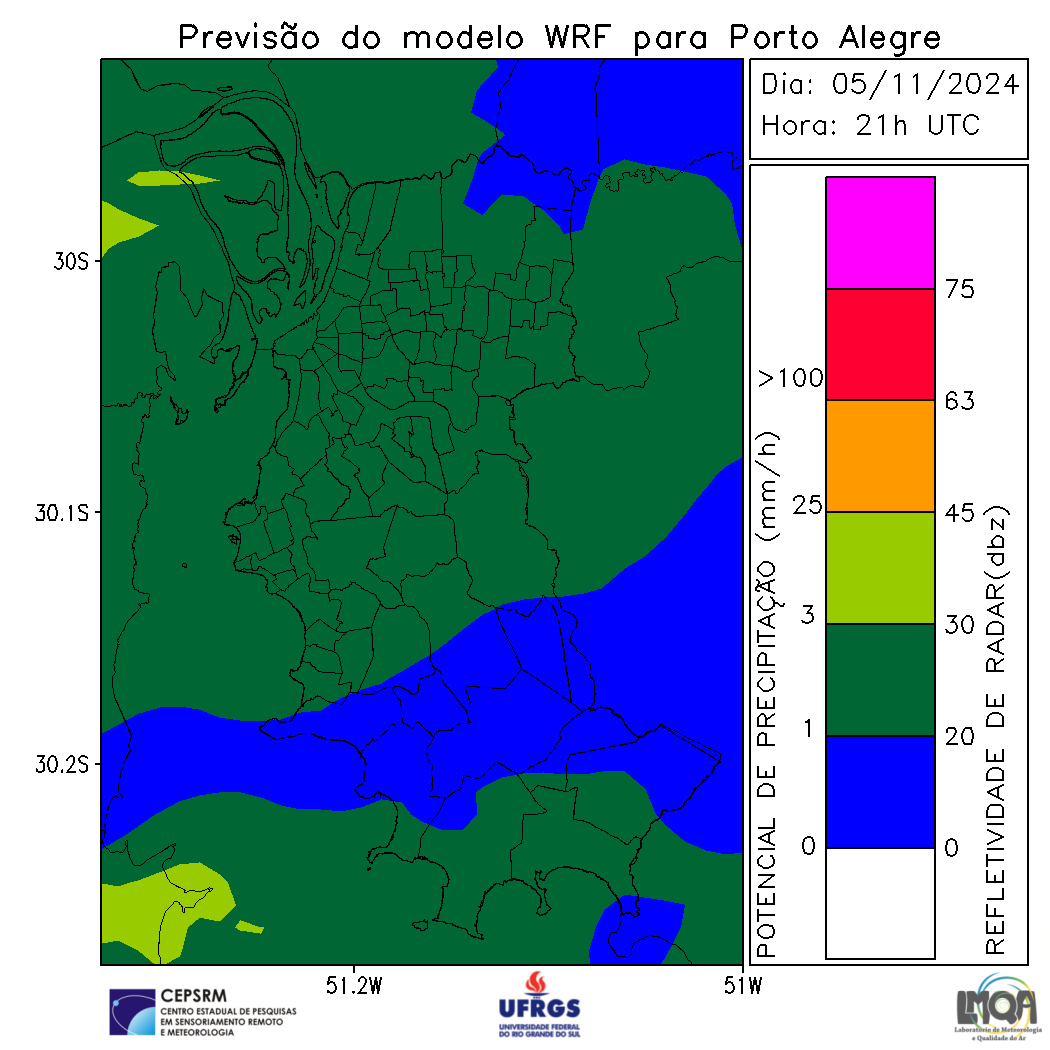 Previsão do modelo WRF para Porto Alegre
Dia: 05/11/2024
Hora: 21h UTC
30S
30.1S
30.2S
51.2W
51W
POTENCIAL DE PRECIPITAÇÃO (mm/h)
>100
25
3
1
0
75
63
45
30
20
0
REFLETIVIDADE DE RADAR(dbz)
CEPSRM
CENTRO ESTADUAL DE PESQUISAS
EM SENSORIAMENTO REMOTO
E METEOROLOGIA
UFRGS
UNIVERSIDADE FEDERAL
DO RIO GRANDE DO SUL
LMQA
Laboratório de Meteorologia
e Qualidade do Ar